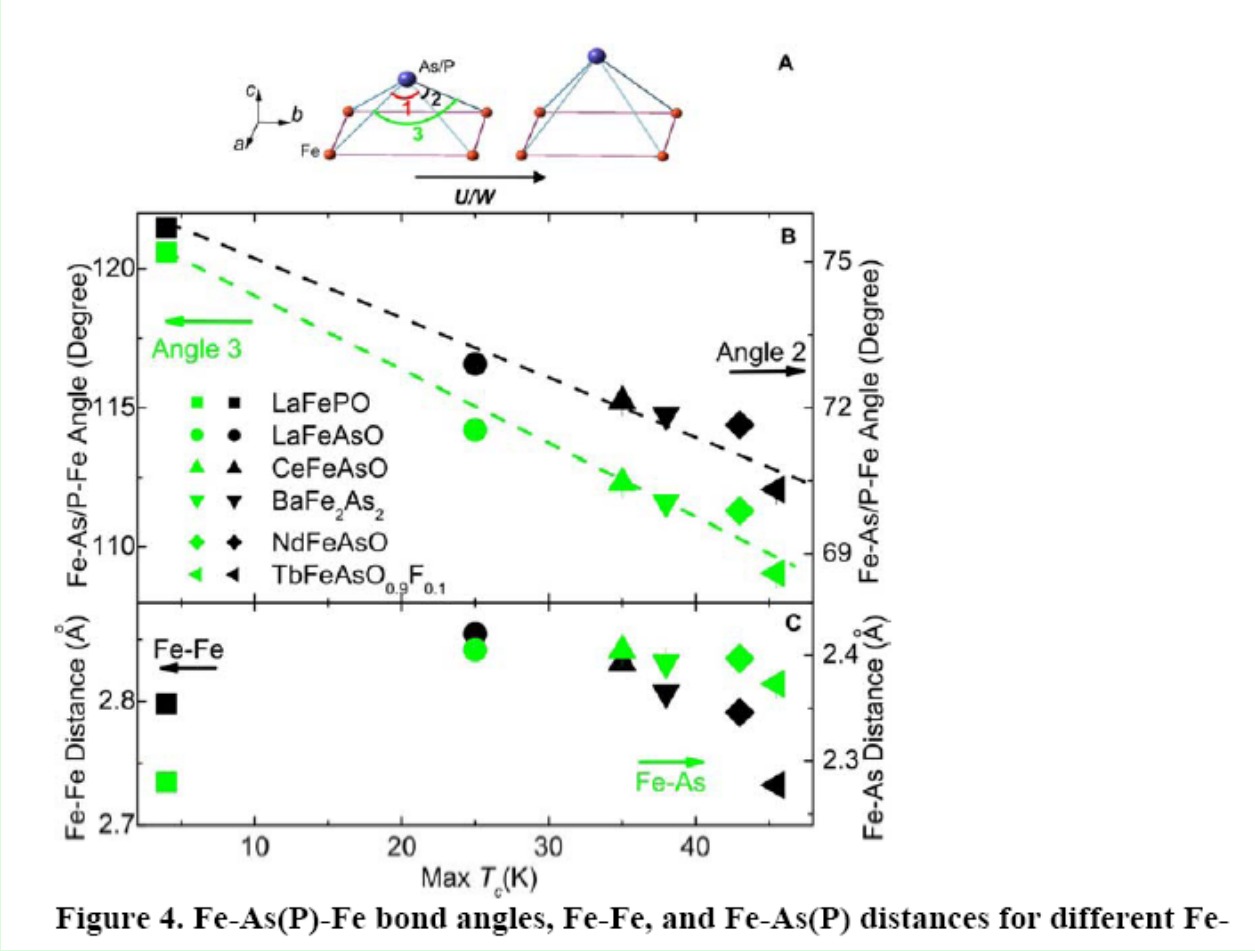 A
As/P
c
b
a
1
2
3
Fe
U/W
B
120
115
110
Fe-As/P-Fe Angle (Degree)
75
72
69
Fe-As/P-Fe Angle (Degree)
Angle 3
Angle 2
LaFePO
LaFeAsO
CeFeAsO
BaFe₂As₂
NdFeAsO
TbFeAsO₀.₉F₀.₁
C
Fe-Fe
Fe-As
2.8
2.7
Fe-Fe Distance (Å)
2.4
2.3
Fe-As Distance (Å)
10 20 30 40
Max Tc(K)
Figure 4. Fe-As(P)-Fe bond angles, Fe-Fe, and Fe-As(P) distances for different Fe-